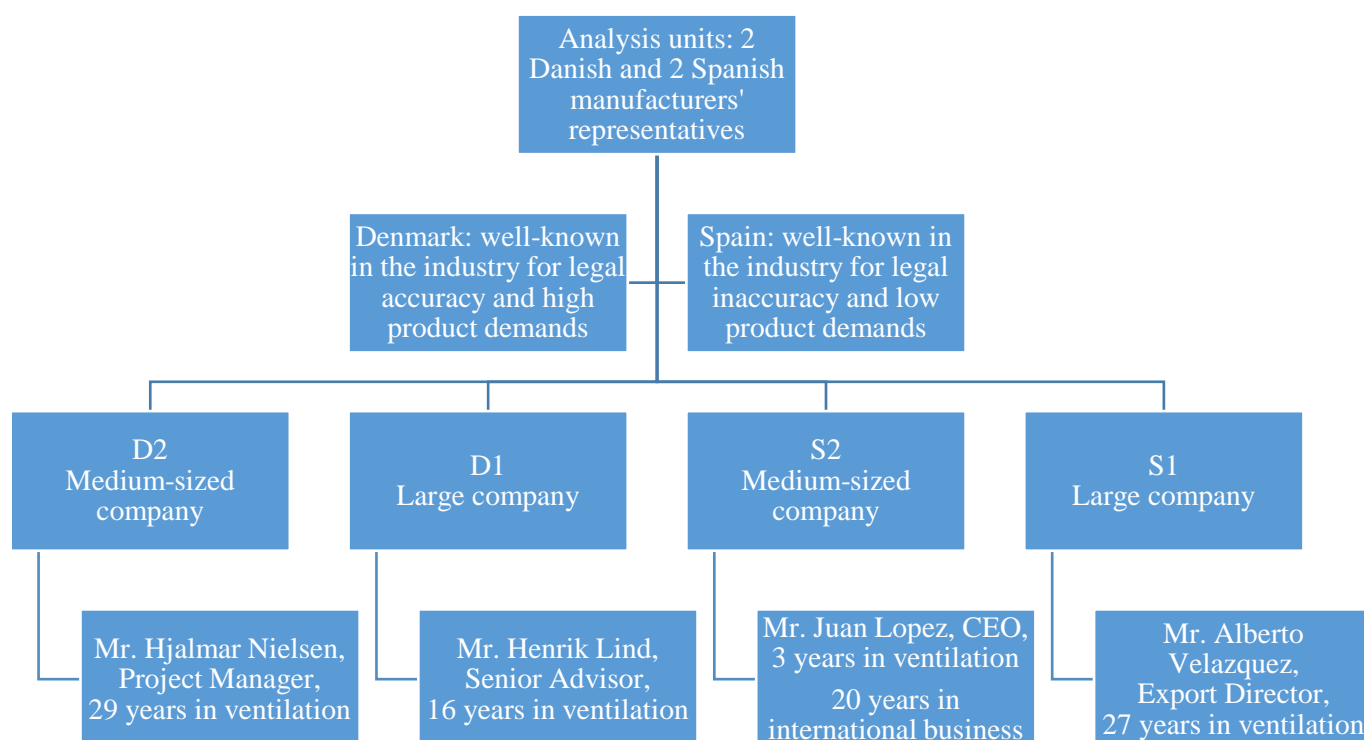 Analysis units: 2
Danish and 2 Spanish
manufacturers'
representatives
Denmark: well-known
in the industry for legal
accuracy and high
product demands
Spain: well-known in
the industry for legal
inaccuracy and low
product demands
D2
Medium-sized
company
D1
Large company
S2
Medium-sized
company
S1
Large company
Mr. Hjalmar Nielsen,
Project Manager,
29 years in ventilation
Mr. Henrik Lind,
Senior Advisor,
16 years in ventilation
Mr. Juan Lopez, CEO,
3 years in ventilation
20 years in
international business
Mr. Alberto
Velazquez,
Export Director,
27 years in ventilation